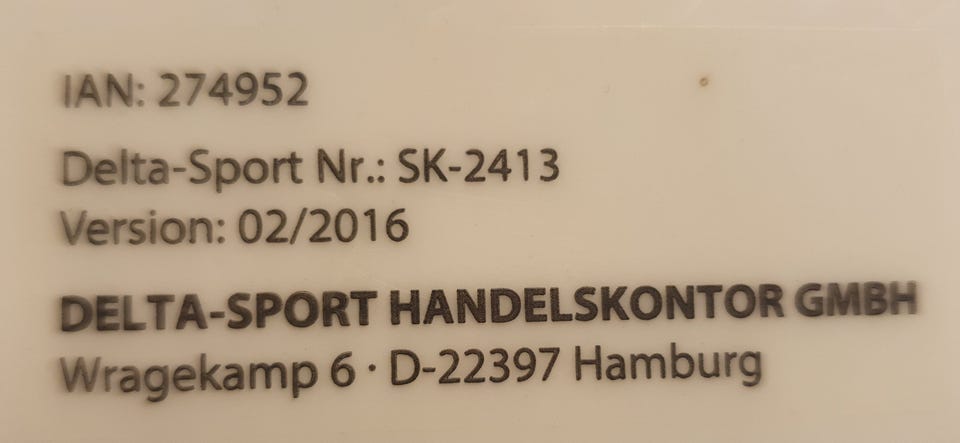 IAN: 274952
Delta-Sport Nr.: SK-2413
Version: 02/2016
DELTA-SPORT HANDELSKONTOR GMBH
Wragekamp 6 · D-22397 Hamburg